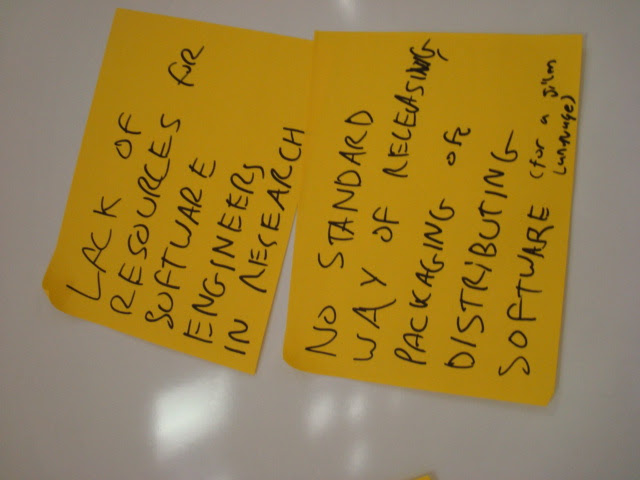 LACK OF
RESOURCES FOR
SOFTWARE
ENGINEERS
IN RESEARCH
NO STANDARD
WAY OF RELEASING,
PACKAGING OR
DISTRIBUTING
SOFTWARE (for a
language)